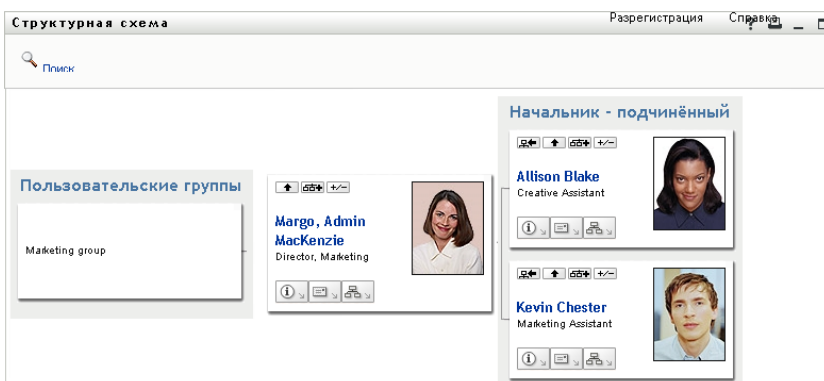 Структурная схема
Разрегистрация Справка
Поиск
Начальник - подчинённый
Пользовательские группы
Marketing group
Margo, Admin
MacKenzie
Director, Marketing
Allison Blake
Creative Assistant
Kevin Chester
Marketing Assistant